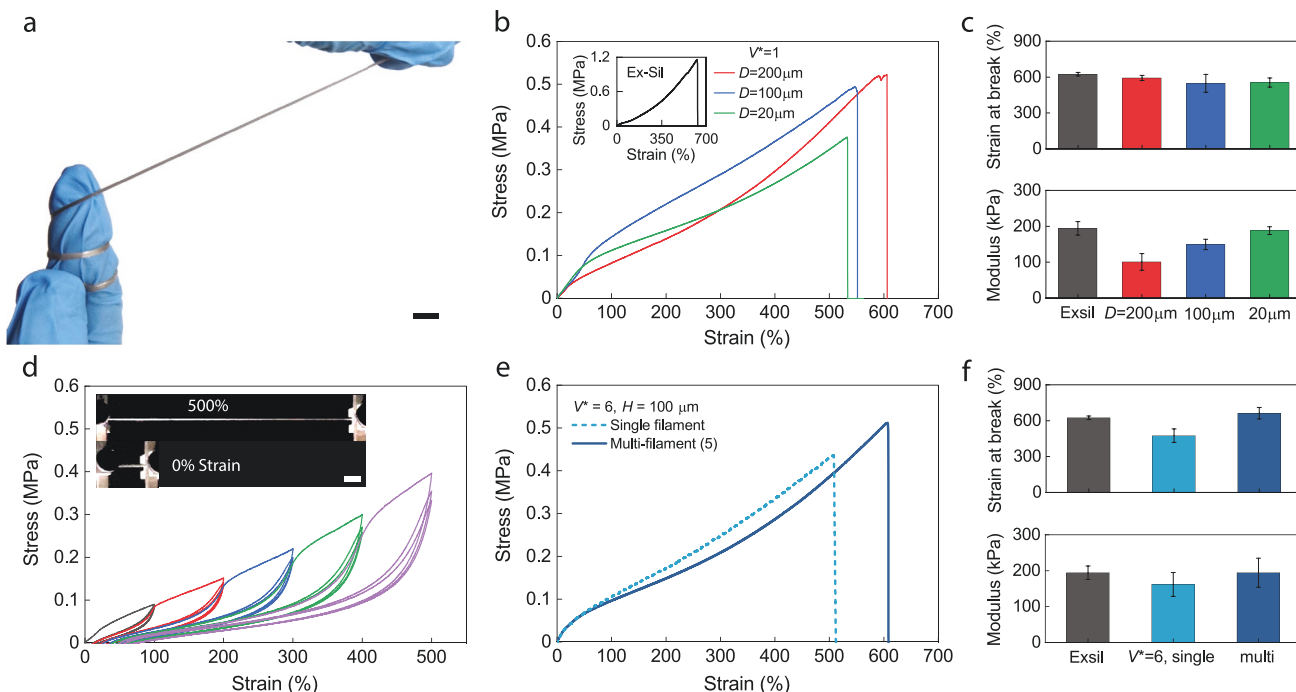 a
b
0.6
0.5
0.4
0.3
0.2
0.1
0
Stress (MPa)
0 100 200 300 400 500 600 700
Strain (%)
1.2
0.6
0
Stress (MPa)
Ex-Sil
0 350 700
Strain (%)
V*=1
D=200μm
D=100μm
D=20μm
c
900
600
300
0
Strain at break (%)
300
200
100
0
Modulus (kPa)
Exsil D=200μm 100μm 20μm
d
0.6
0.5
0.4
0.3
0.2
0.1
0
Stress (MPa)
500%
0% Strain
0 100 200 300 400 500
Strain (%)
e
0.6
0.5
0.4
0.3
0.2
0.1
0
Stress (MPa)
V* = 6, H = 100 μm
Single filament
Multi-filament (5)
0 100 200 300 400 500 600 700
Strain (%)
f
900
600
300
0
Strain at break (%)
300
200
100
0
Modulus (kPa)
Exsil V*=6, single multi